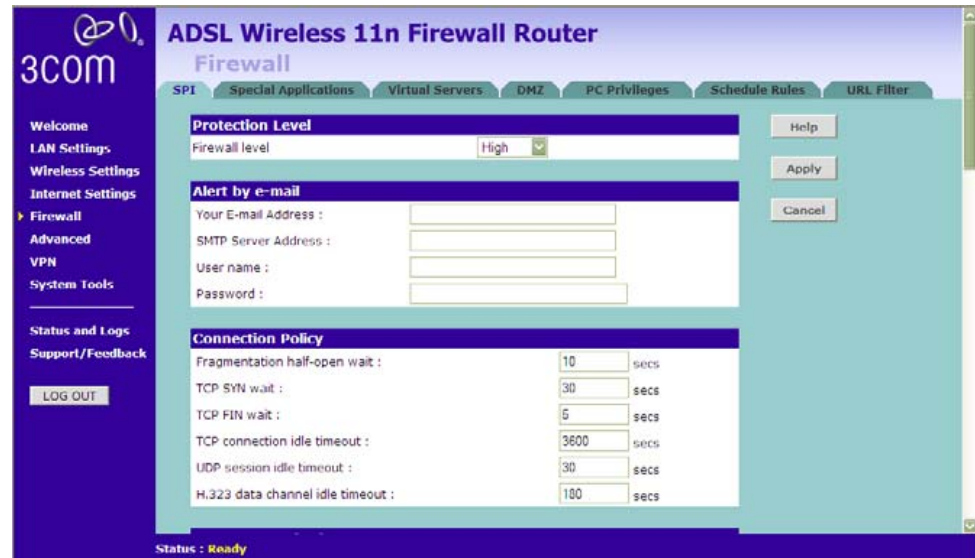 3COM
ADSL Wireless 11n Firewall Router
Firewall
SPI Special Applications Virtual Servers DMZ PC Privileges Schedule Rules URL Filter
Welcome
LAN Settings
Wireless Settings
Internet Settings
Firewall
Advanced
VPN
System Tools
Status and Logs
Support/Feedback
LOG OUT
Protection Level
Firewall level High
Alert by e-mail
Your E-mail Address :
SMTP Server Address :
User name :
Password :
Connection Policy
Fragmentation half-open wait : 10 secs
TCP SYN wait : 30 secs
TCP FIN wait : 5 secs
TCP connection idle timeout : 3600 secs
UDP session idle timeout : 30 secs
H.323 data channel idle timeout : 180 secs
Help
Apply
Cancel
Status : Ready